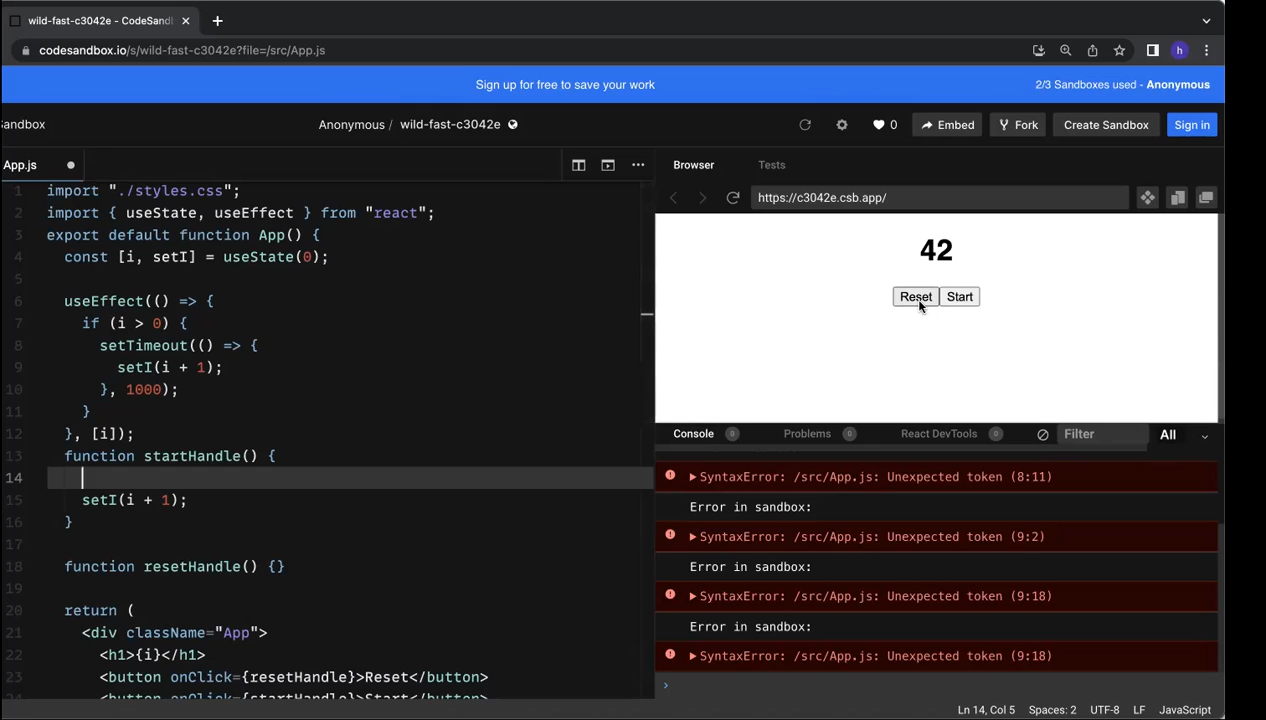 wild-fast-c3042e - CodeSandb
codesandbox.io/s/wild-fast-c3042e?file=/src/App.js
h
Sign up for free to save your work
2/3 Sandboxes used - Anonymous
Sandbox
Anonymous / wild-fast-c3042e
0
Embed
Fork
Create Sandbox
Sign in
App.js
1 import "./styles.css";
2 import { useState, useEffect } from "react";
3 export default function App() {
4 const [i, setI] = useState(0);
5
6 useEffect(() => {
7 if (i > 0) {
8 setTimeout(() => {
9 setI(i + 1);
10 }, 1000);
11 }
12 }, [i]);
13 function startHandle() {
14
15 setI(i + 1);
16 }
17
18 function resetHandle() {}
19
20 return (
21 <div className="App">
22 <h1>{i}</h1>
23 <button onClick={resetHandle}>Reset</button>
24 <button onClick={startHandle}>Start</button>
Browser
Tests
https://c3042e.csb.app/
42
Reset
Start
Console 0
Problems 0
React DevTools 0
Filter
All
SyntaxError: /src/App.js: Unexpected token (8:11)
Error in sandbox:
SyntaxError: /src/App.js: Unexpected token (9:2)
Error in sandbox:
SyntaxError: /src/App.js: Unexpected token (9:18)
Error in sandbox:
SyntaxError: /src/App.js: Unexpected token (9:18)
Ln 14, Col 5
Spaces: 2
UTF-8
LF
JavaScript